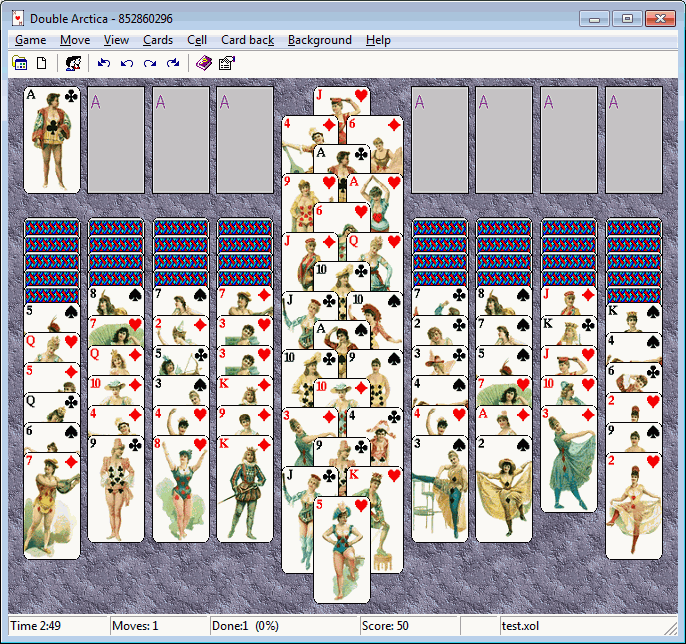 Double Arctica - 852860296
Game Move View Cards Cell Card back Background Help
A A A A J A A A A
4 6
A
9 A
6
J Q
10
8 7 7 J 10 7 8 J
5 K
7 2 3 A 2 7 K
Q 4
Q 5 3 10 9 3 5 J
5 6
10 3 K 10 4 7 10
Q 2
4 4 9 3 4 4 A 3
6 9
9 8 K 9 3 2
7 2
J K
5
Time 2:49 Moves: 1 Done:1 (0%) Score: 50 test.xol